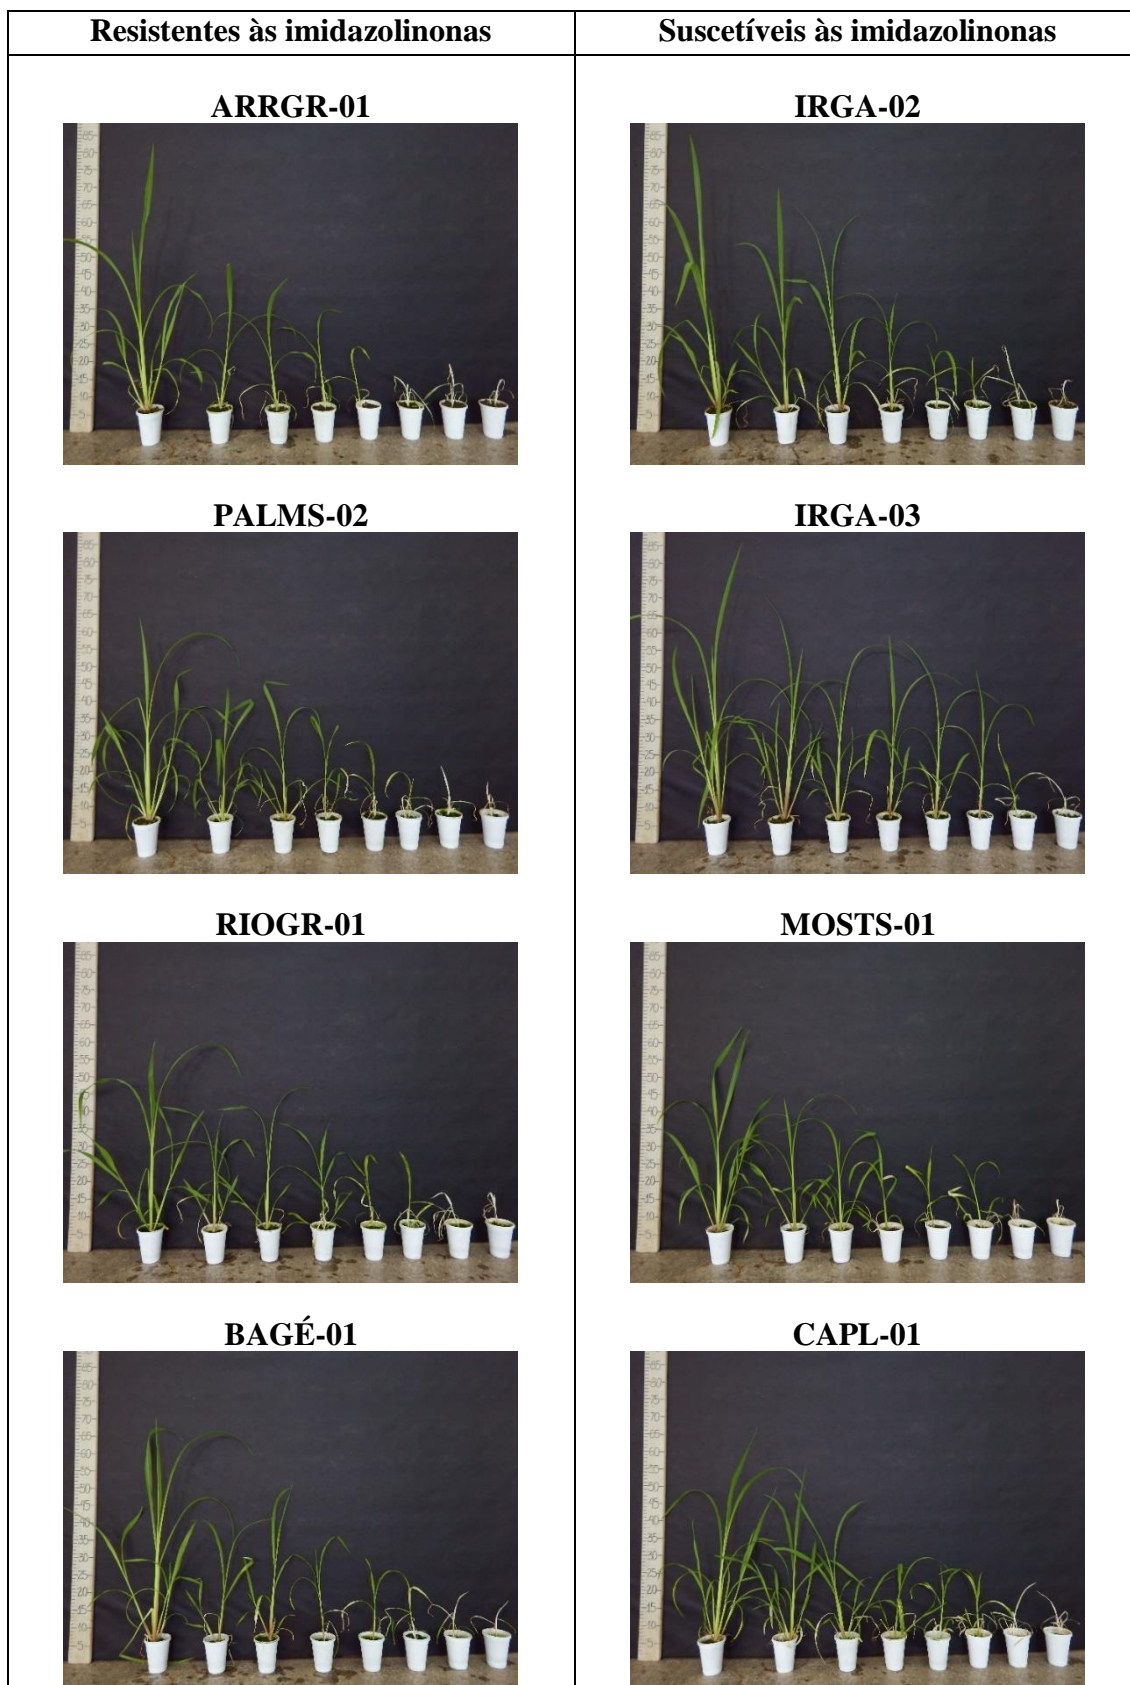 Resistentes às imidazolinonas
Suscetíveis às imidazolinonas
ARRGR-01
IRGA-02
PALMS-02
IRGA-03
RIOGR-01
MOSTS-01
BAGÉ-01
CAPL-01